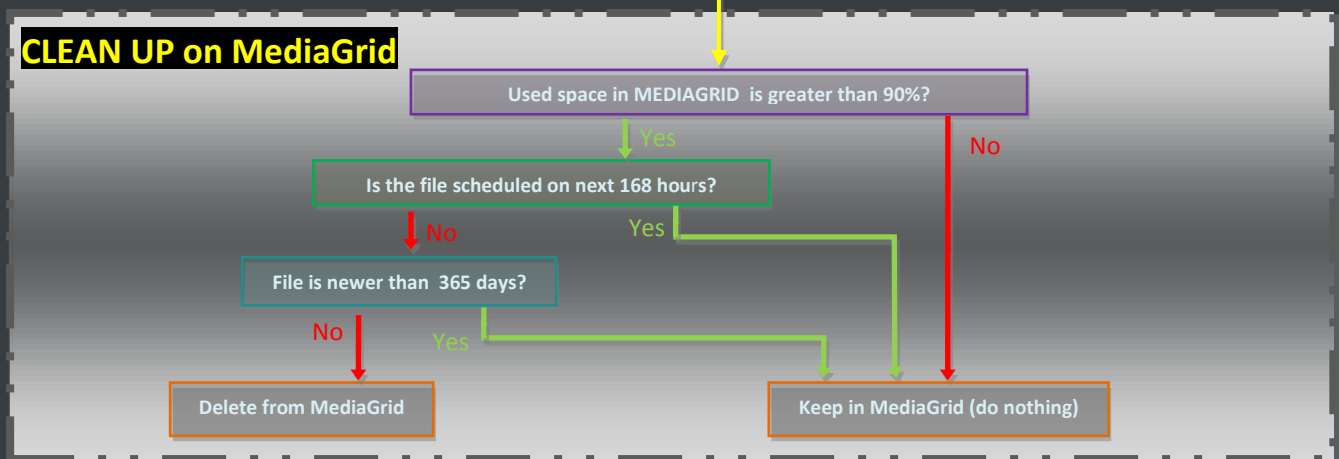 CLEAN UP on MediaGrid
Used space in MEDIAGRID is greater than 90%?
Yes
No
Is the file scheduled on next 168 hours?
No
Yes
File is newer than 365 days?
No
Yes
Delete from MediaGrid
Keep in MediaGrid (do nothing)